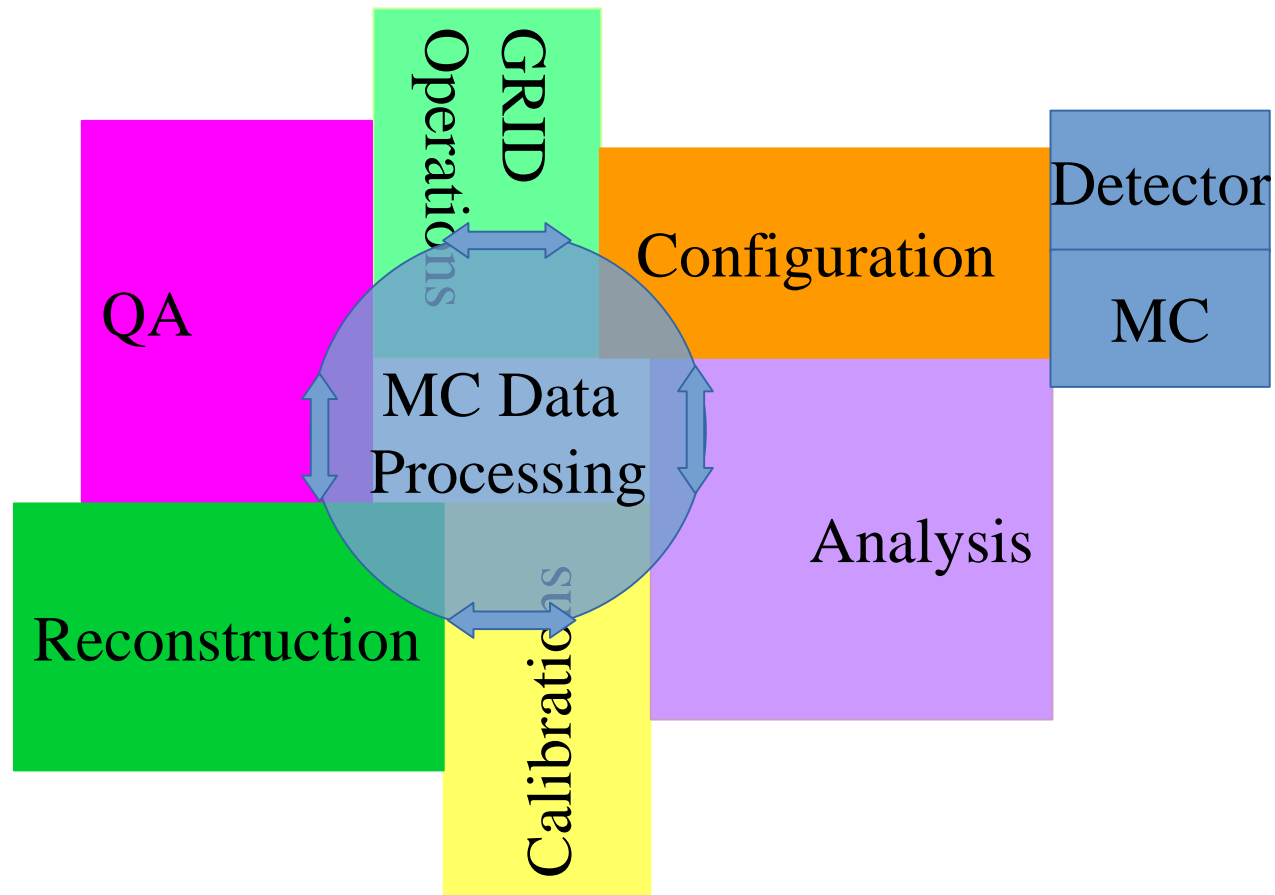 GRID
Operations
Detector
Configuration
QA
MC
MC Data
Processing
Analysis
Reconstruction
Calibrations